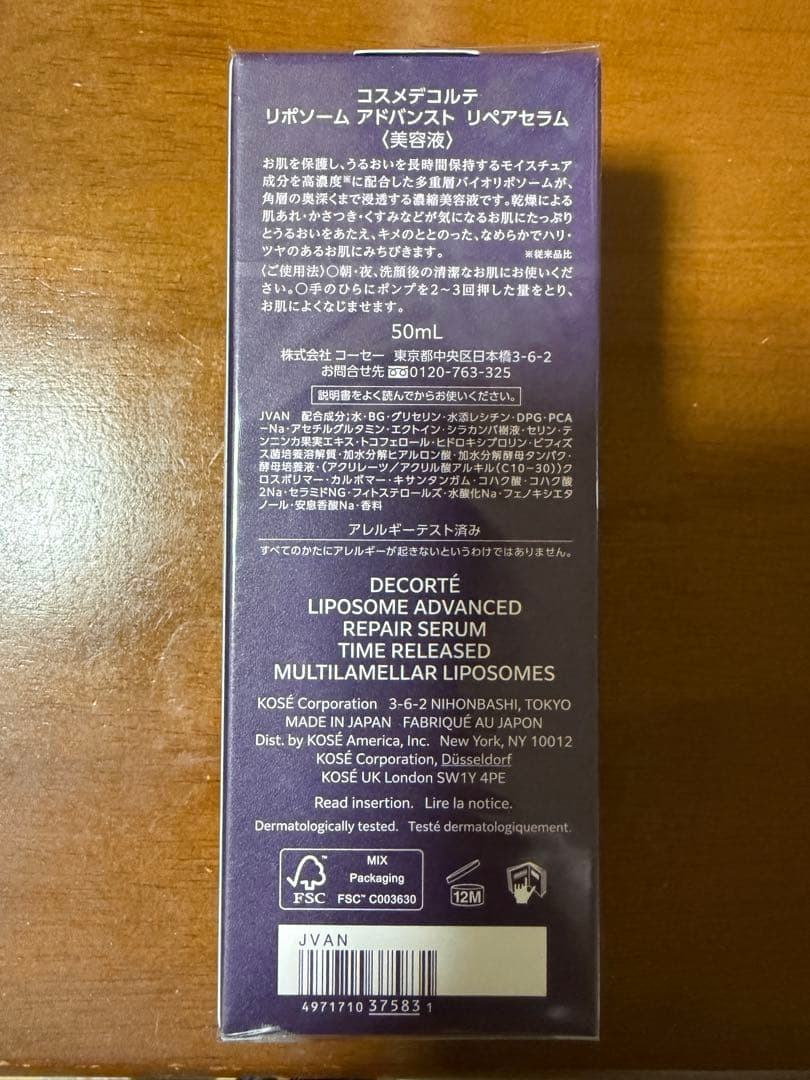 コスメデコルテ
リポソーム アドバンスト リペアセラム
〈美容液〉
お肌を保護し、うるおいを長時間保持するモイスチュア
成分を高濃度※に配合した多重層バイオリポソームが、
角層の奥深くまで浸透する濃縮美容液です。乾燥による
肌あれ・かさつき・くすみなどが気になるお肌にたっぷり
とうるおいをあたえ、キメのととのった、なめらかでハリ・
ツヤのあるお肌にみちびきます。 ※従来品比
〈ご使用法〉○朝・夜、洗顔後の清潔なお肌にお使いくだ
さい。○手のひらにポンプを2~3回押した量をとり、
お肌によくなじませます。
50mL
株式会社 コーセー 東京都中央区日本橋3-6-2
お問合せ先 0120-763-325
説明書をよく読んでからお使いください。
JVAN 配合成分:水・BG・グリセリン・水添レシチン・DPG・PCA
-Na・アセチルグルタミン・エクトイン・シラカンバ樹液・セリン・テ
ンニンカ果実エキス・トコフェロール・ヒドロキシプロリン・ビフィズ
ス菌培養溶解質・加水分解ヒアルロン酸・加水分解酵母タンパク・
酵母培養液・(アクリレーツ/アクリル酸アルキル(C10-30))ク
ロスポリマー・カルボマー・キサンタンガム・コハク酸・コハク酸
2Na・セラミドNG・フィトステロールズ・水酸化Na・フェノキシエタ
ノール・安息香酸Na・香料
アレルギーテスト済み
すべてのかたにアレルギーが起きないというわけではありません。
DECORTÉ
LIPOSOME ADVANCED
REPAIR SERUM
TIME RELEASED
MULTILAMELLAR LIPOSOMES
KOSÉ Corporation 3-6-2 NIHONBASHI, TOKYO
MADE IN JAPAN FABRIQUÉ AU JAPON
Dist. by KOSÉ America, Inc. New York, NY 10012
KOSÉ Corporation, Düsseldorf
KOSÉ UK London SW1Y 4PE
Read insertion. Lire la notice.
Dermatologically tested. Testé dermatologiquement.
MIX
Packaging
FSC™ C003630
FSC
12M
JVAN
4971710 37583 1